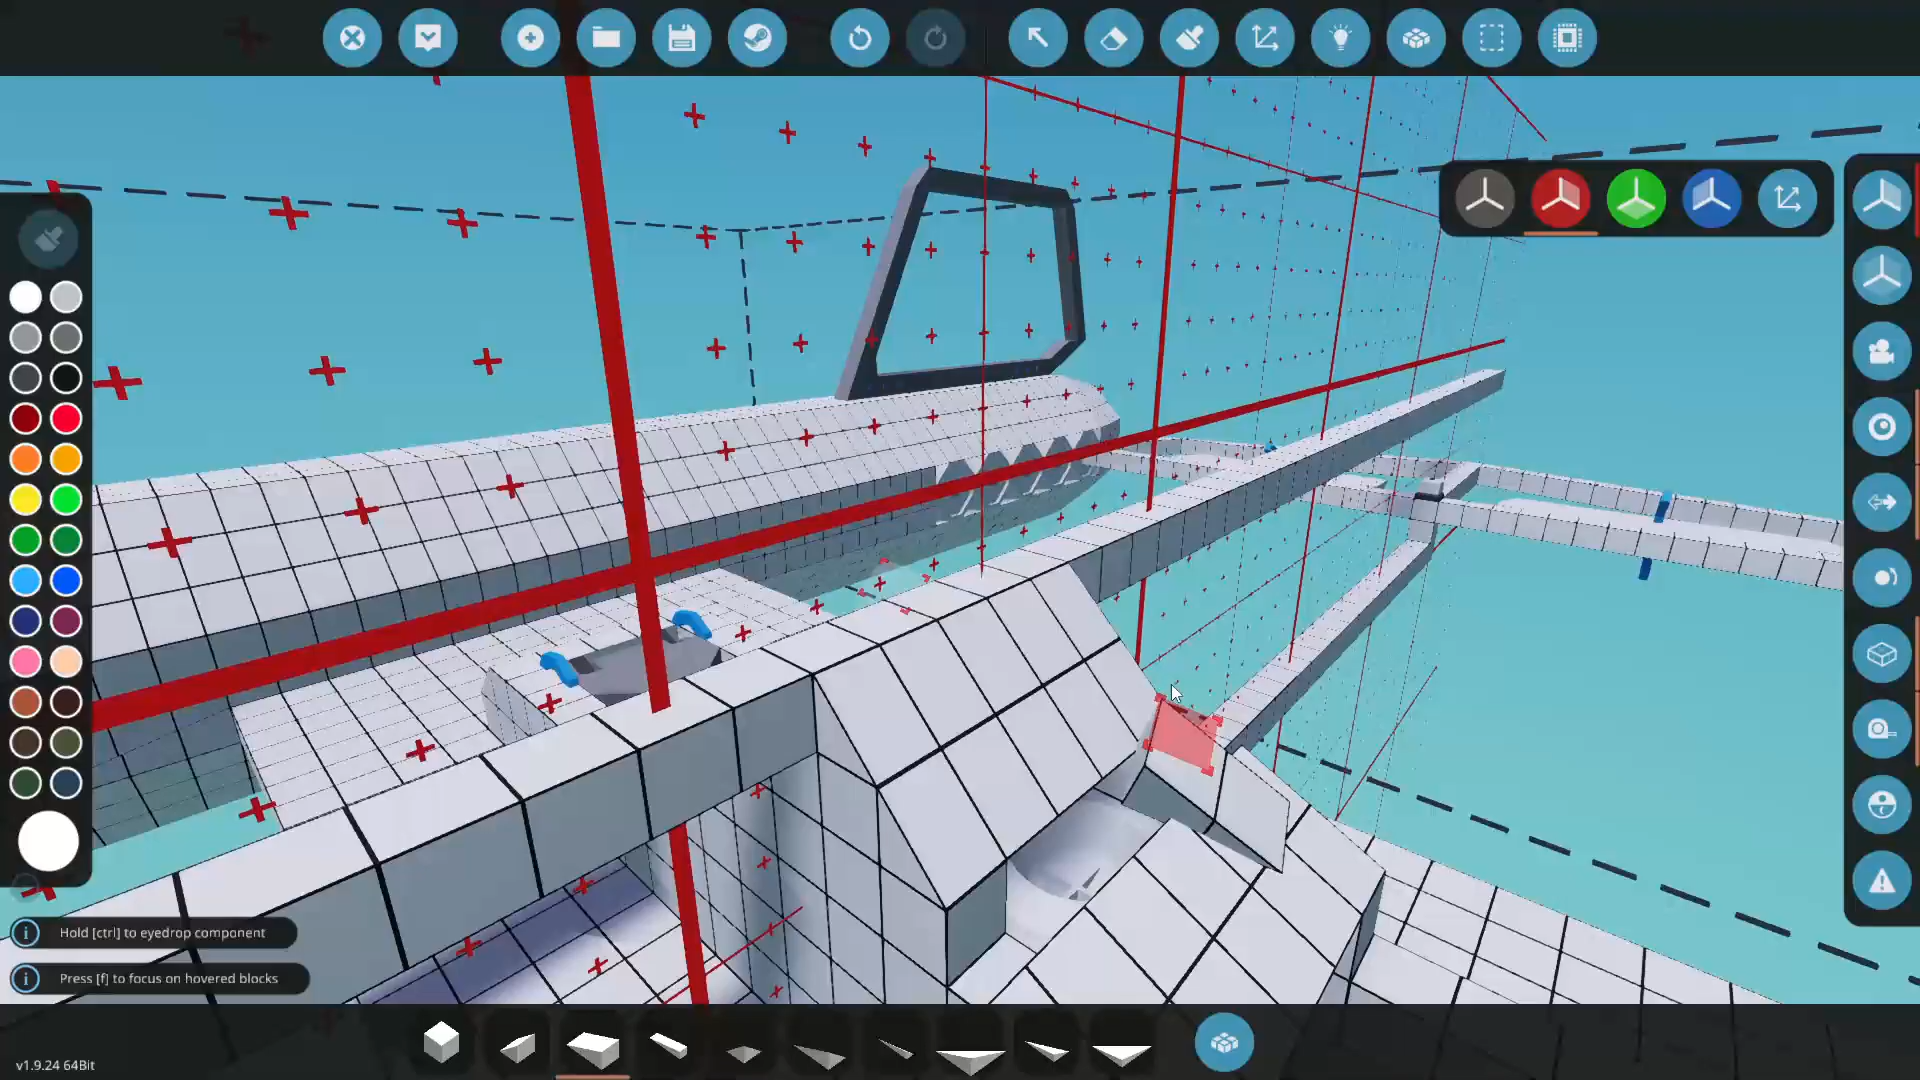 Hold [ctrl] to eyedrop component
Press [f] to focus on hovered blocks
v1.9.24 64Bit